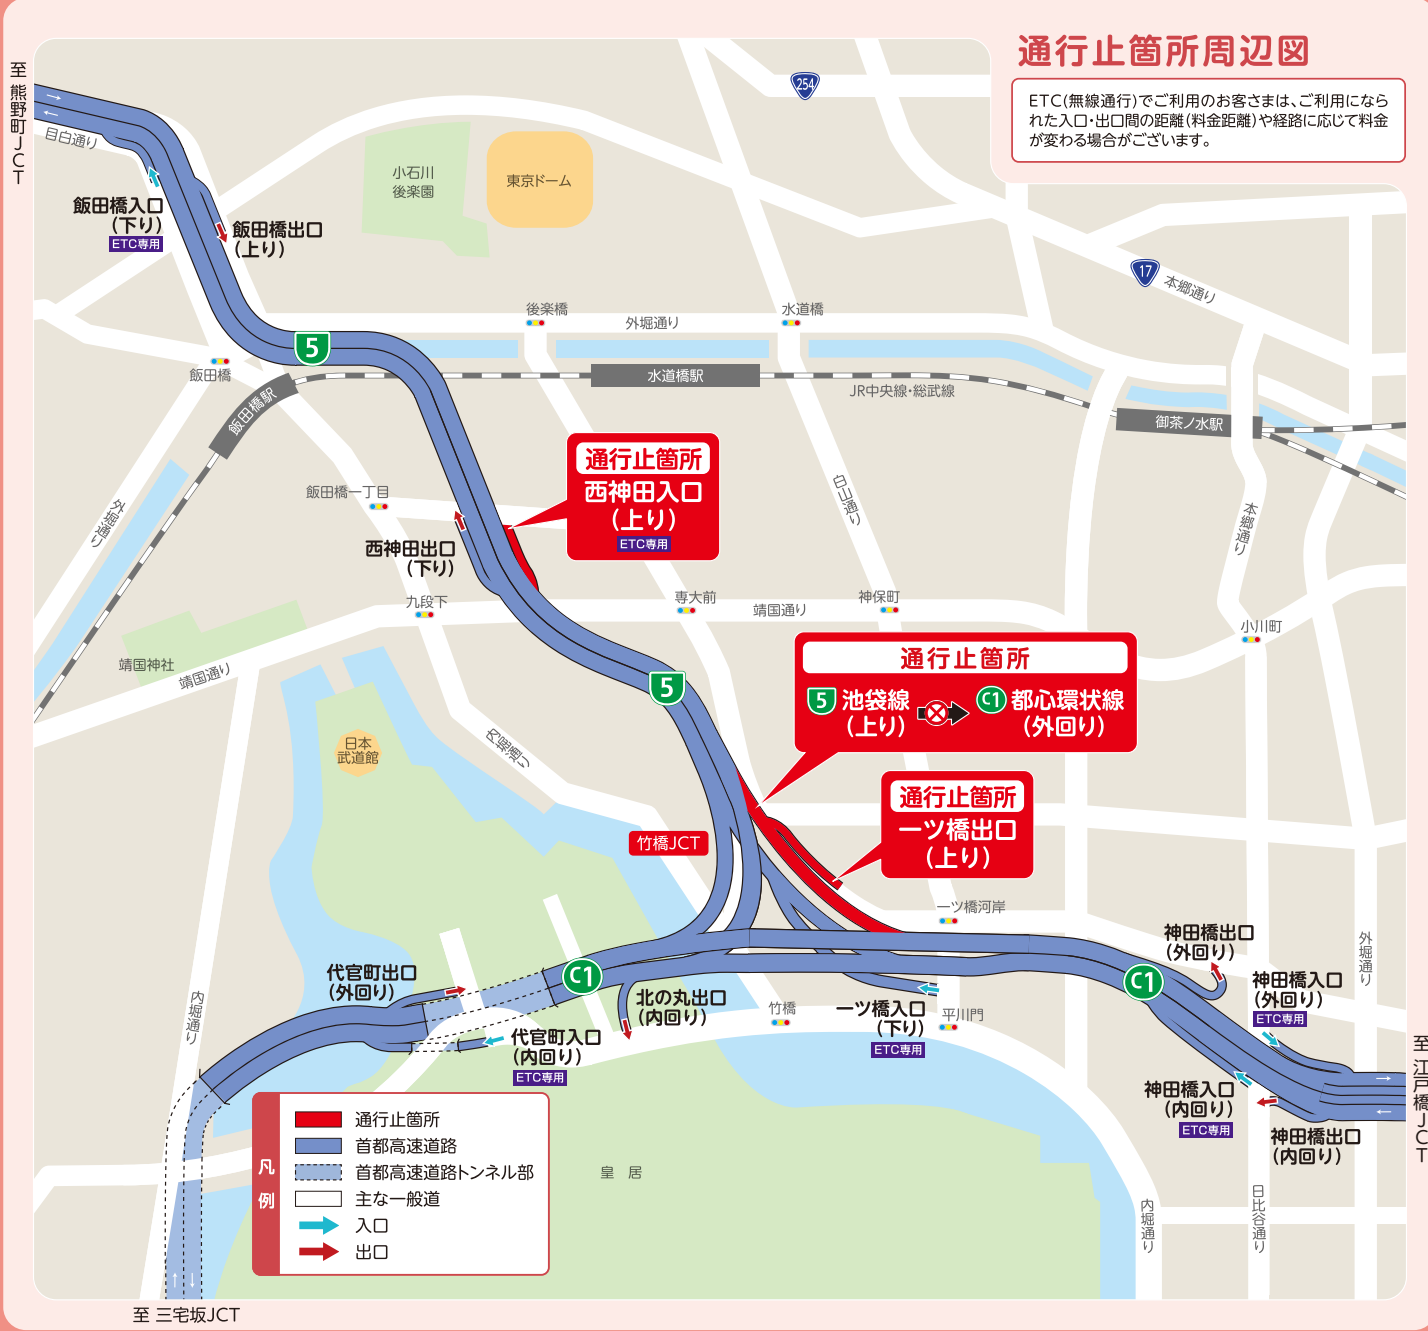 通行止箇所周辺図
ETC(無線通行)でご利用のお客さまは、ご利用になら
れた入口・出口間の距離(料金距離)や経路に応じて料金
が変わる場合がございます。
至 熊野町JCT
目白通り
飯田橋入口
(下り)
ETC専用
飯田橋出口
(上り)
小石川
後楽園
東京ドーム
254
17
本郷通り
後楽橋
外堀通り
水道橋
5
飯田橋
飯田橋駅
水道橋駅
JR中央線・総武線
御茶ノ水駅
通行止箇所
西神田入口
(上り)
ETC専用
飯田橋一丁目
外堀通り
白山通り
本郷通り
西神田出口
(下り)
九段下
専大前
靖国通り
神保町
小川町
靖国神社
靖国通り
5
通行止箇所
5 池袋線
(上り)
C1 都心環状線
(外回り)
日本
武道館
内堀通り
通行止箇所
一ツ橋出口
(上り)
竹橋JCT
一ツ橋河岸
神田橋出口
(外回り)
外堀通り
代官町出口
(外回り)
C1
C1
神田橋入口
(外回り)
ETC専用
北の丸出口
(内回り)
竹橋
一ツ橋入口
(下り)
ETC専用
平川門
内堀通り
代官町入口
(内回り)
ETC専用
至 江戸橋JCT
神田橋入口
(内回り)
ETC専用
神田橋出口
(内回り)
凡例
通行止箇所
首都高速道路
首都高速道路トンネル部
主な一般道
入口
出口
皇居
内堀通り
日比谷通り
至 三宅坂JCT